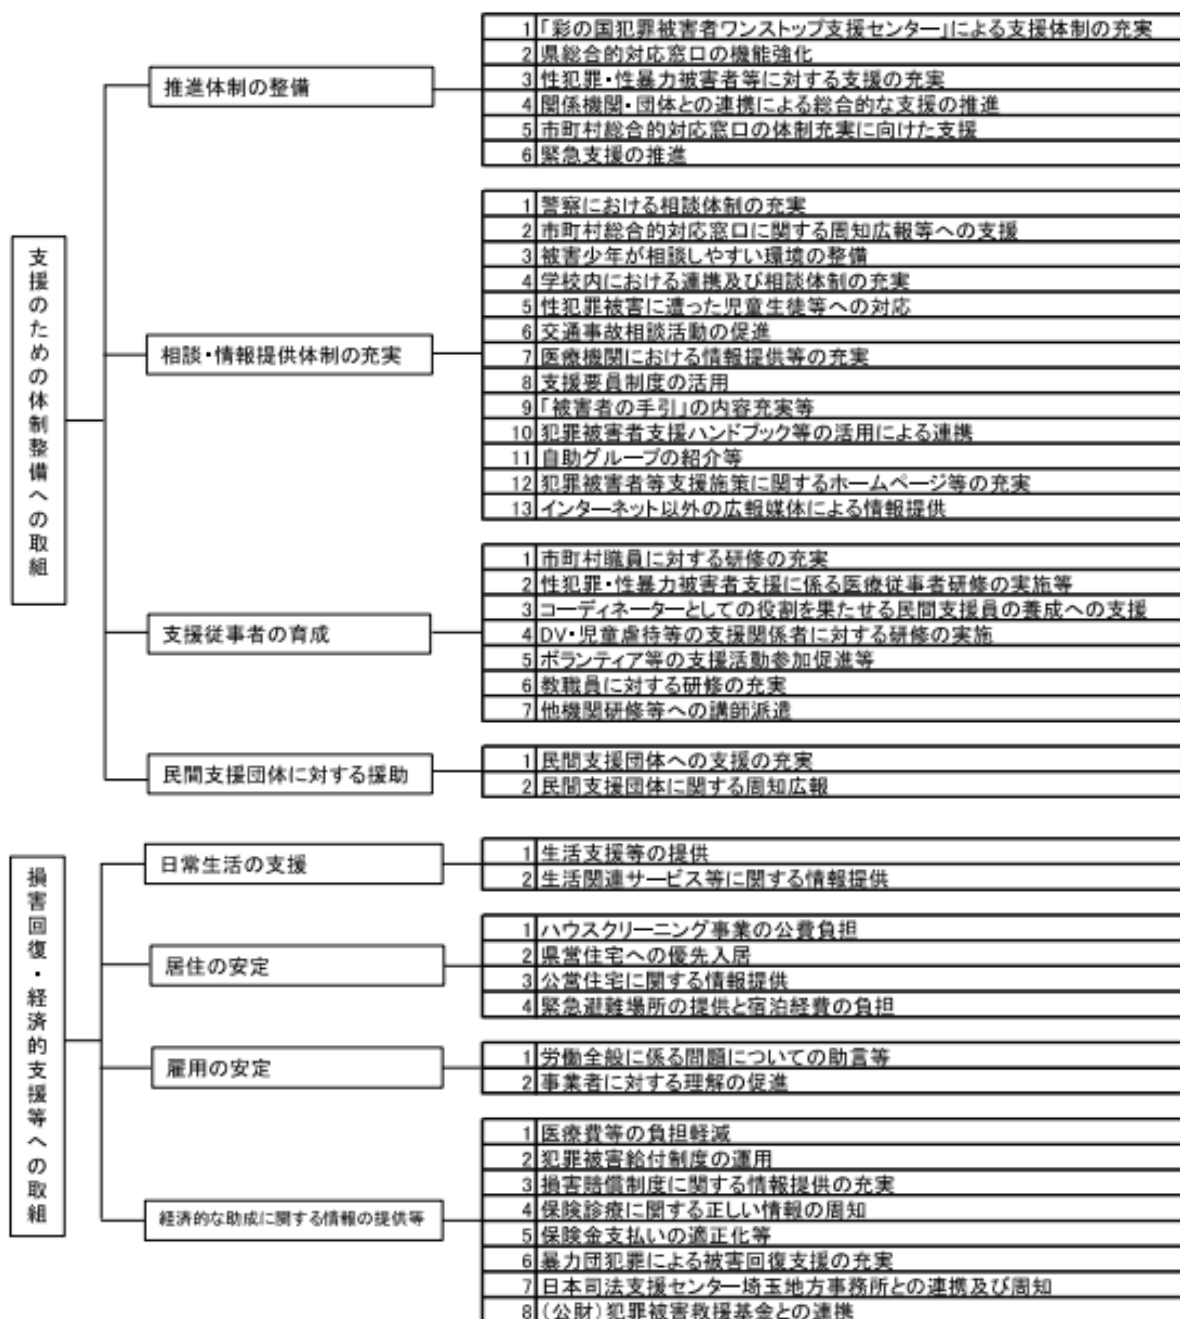 支援のための体制整備への取組
推進体制の整備
1 「彩の国犯罪被害者ワンストップ支援センター」による支援体制の充実
2 県総合的対応窓口の機能強化
3 性犯罪・性暴力被害者等に対する支援の充実
4 関係機関・団体との連携による総合的な支援の推進
5 市町村総合的対応窓口の体制充実に向けた支援
6 緊急支援の推進
相談・情報提供体制の充実
1 警察における相談体制の充実
2 市町村総合的対応窓口に関する周知広報等への支援
3 被害少年が相談しやすい環境の整備
4 学校内における連携及び相談体制の充実
5 性犯罪被害に遭った児童生徒等への対応
6 交通事故相談活動の促進
7 医療機関における情報提供等の充実
8 支援要員制度の活用
9 「被害者の手引」の内容充実等
10 犯罪被害者支援ハンドブック等の活用による連携
11 自助グループの紹介等
12 犯罪被害者等支援施策に関するホームページ等の充実
13 インターネット以外の広報媒体による情報提供
支援従事者の育成
1 市町村職員に対する研修の充実
2 性犯罪・性暴力被害者支援に係る医療従事者研修の実施等
3 コーディネーターとしての役割を果たせる民間支援員の養成への支援
4 DV・児童虐待等の支援関係者に対する研修の実施
5 ボランティア等の支援活動参加促進等
6 教職員に対する研修の充実
7 他機関研修等への講師派遣
民間支援団体に対する援助
1 民間支援団体への支援の充実
2 民間支援団体に関する周知広報
損害回復・経済的支援等への取組
日常生活の支援
1 生活支援等の提供
2 生活関連サービス等に関する情報提供
居住の安定
1 ハウスクリーニング事業の公費負担
2 県営住宅への優先入居
3 公営住宅に関する情報提供
4 緊急避難場所の提供と宿泊経費の負担
雇用の安定
1 労働全般に係る問題についての助言等
2 事業者に対する理解の促進
経済的な助成に関する情報の提供等
1 医療費等の負担軽減
2 犯罪被害給付制度の運用
3 損害賠償制度に関する情報提供の充実
4 保険診療に関する正しい情報の周知
5 保険金支払いの適正化等
6 暴力団犯罪による被害回復支援の充実
7 日本司法支援センター埼玉地方事務所との連携及び周知
8 (公財)犯罪被害救援基金との連携